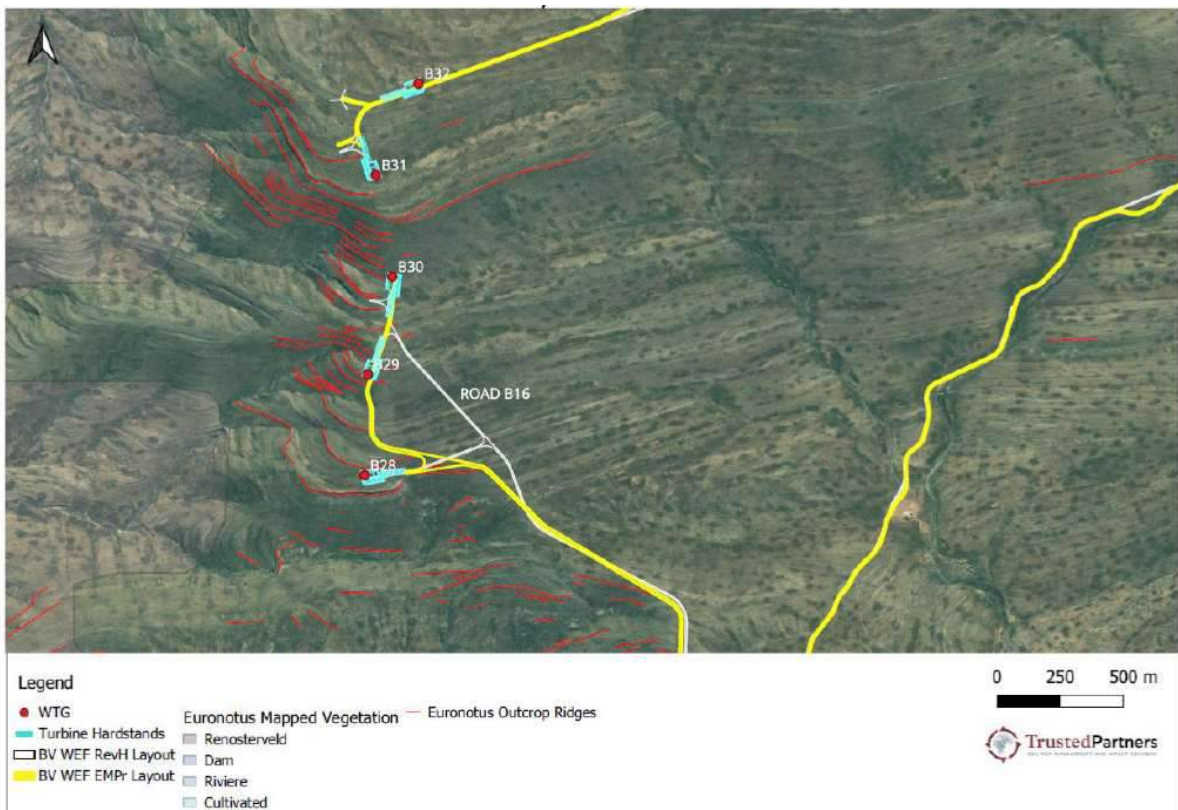 B32
B31
B30
B29
ROAD B16
B28
Legend
WTG
Turbine Hardstands
BV WEF RevH Layout
BV WEF EMPr Layout
Euronotus Mapped Vegetation
Renosterveld
Dam
Riviere
Cultivated
Euronotus Outcrop Ridges
0 250 500 m
TrustedPartners